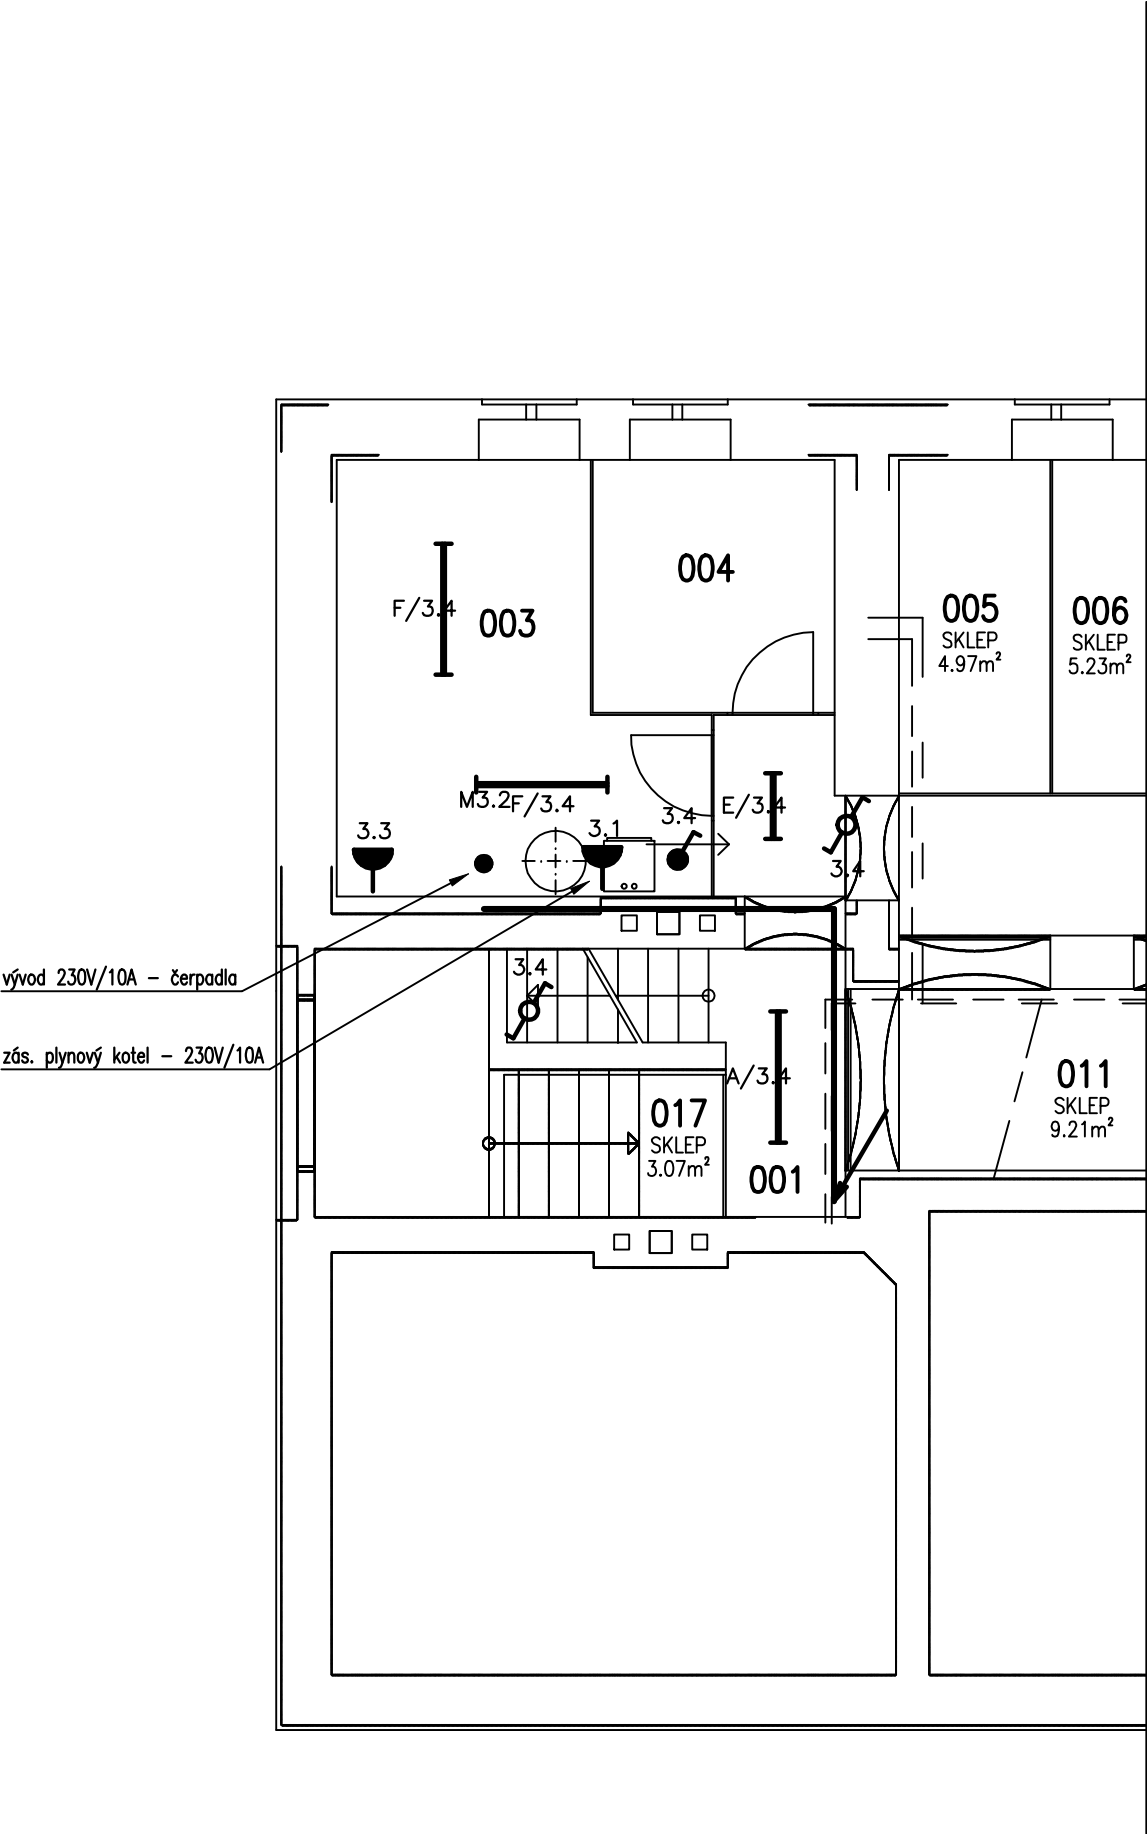 004
005
SKLEP
4.97m²
006
SKLEP
5.23m²
F/3.4
003
M3.2
F/3.4
E/3.4
3.3
3.1
3.4
3.4
3.4
vývod 230V/10A – čerpadla
zás. plynový kotel – 230V/10A
A/3.4
011
SKLEP
9.21m²
017
SKLEP
3.07m²
001